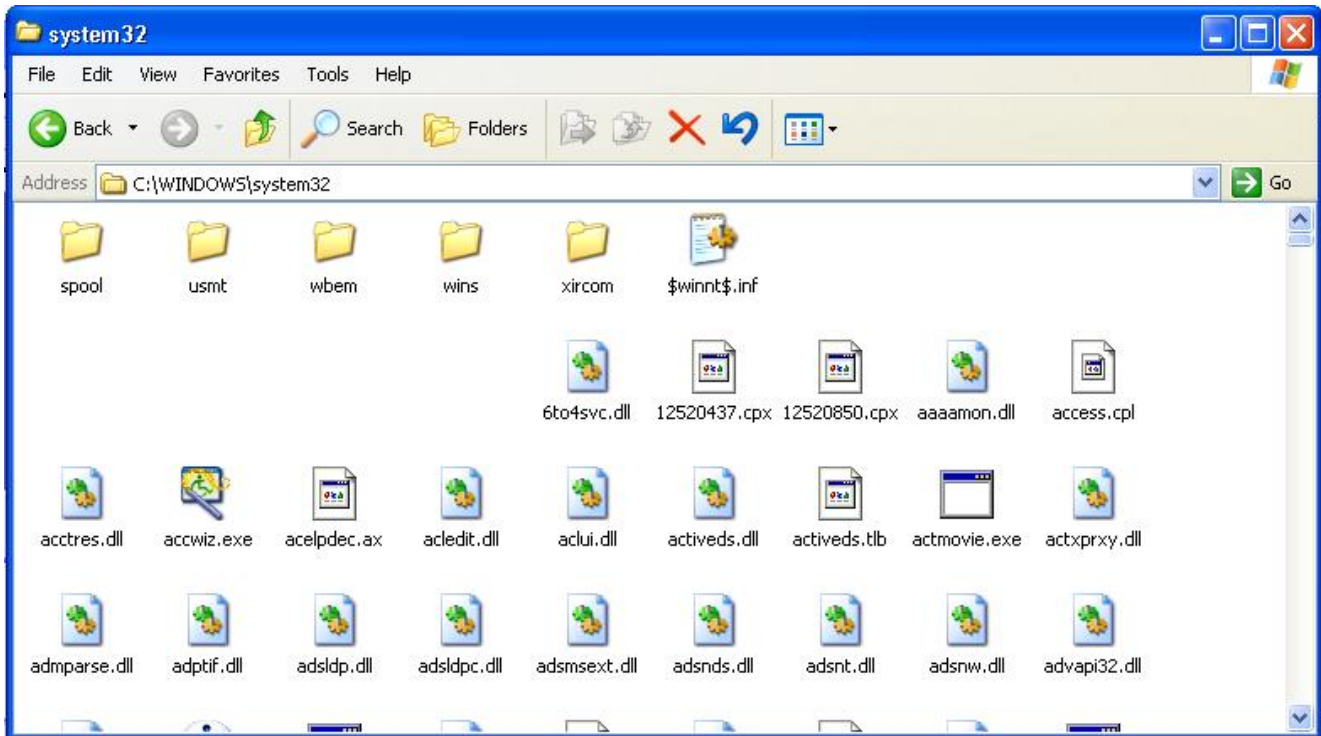 system32
File Edit View Favorites Tools Help
Back Search Folders
Address C:\WINDOWS\system32 Go
spool usmt wbem wins xircom $winnt$.inf
6to4svc.dll 12520437.cpx 12520850.cpx aaaamon.dll access.cpl
acctres.dll accwiz.exe acelpdec.ax acledit.dll aclui.dll activeds.dll activeds.tlb actmovie.exe actxprxy.dll
admparse.dll adptif.dll adsldp.dll adsldpc.dll adsmsext.dll adsnds.dll adsnt.dll adsnw.dll advapi32.dll